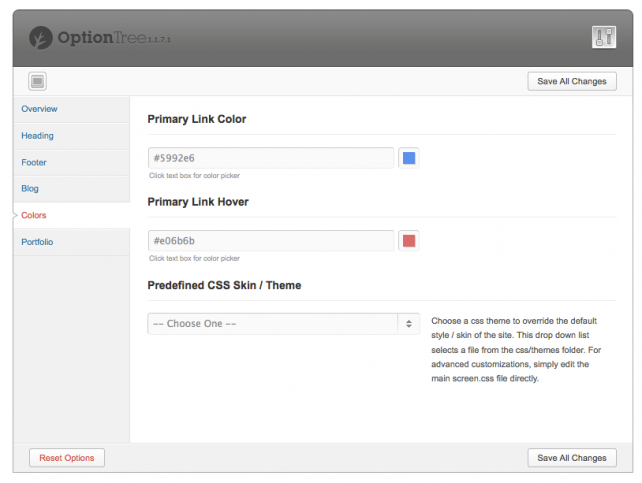 OptionTree 1.1.7.1
Save All Changes
Overview
Heading
Footer
Blog
Colors
Portfolio
Primary Link Color
#5992e6
Click text box for color picker
Primary Link Hover
#e06b6b
Click text box for color picker
Predefined CSS Skin / Theme
-- Choose One --
Choose a css theme to override the default
style / skin of the site. This drop down list
selects a file from the css/themes folder. For
advanced customizations, simply edit the
main screen.css file directly.
Reset Options
Save All Changes